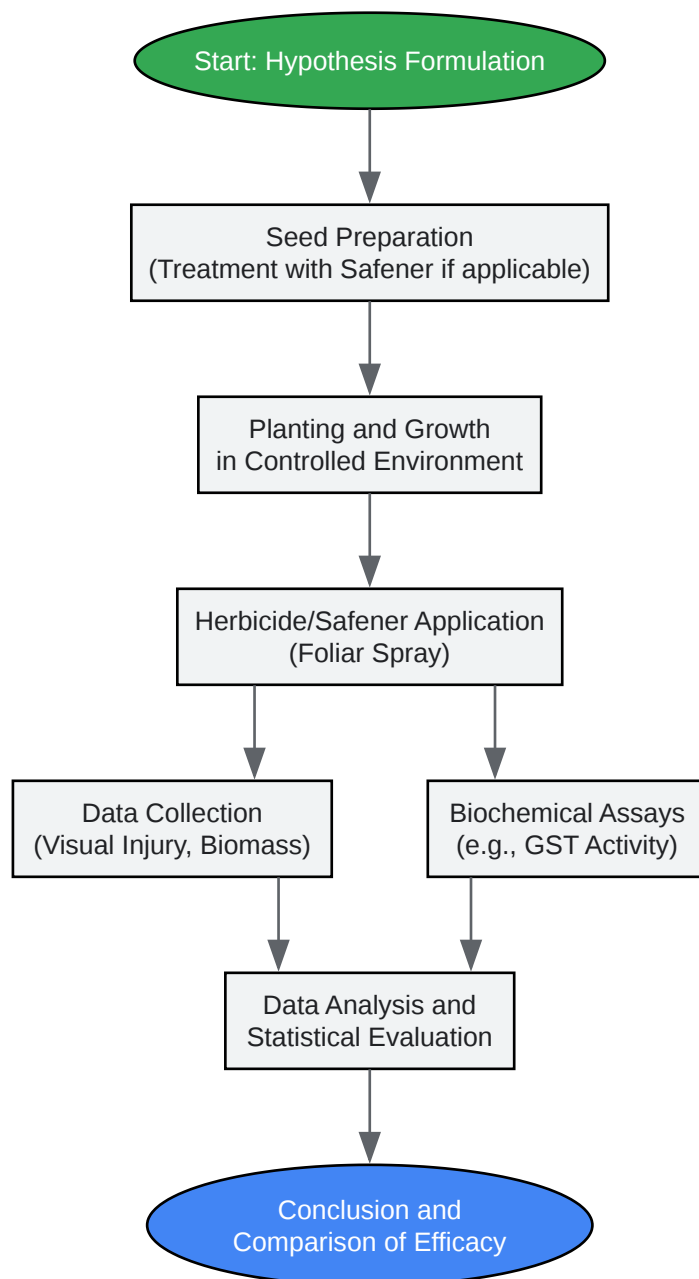 Start: Hypothesis Formulation
Seed Preparation
(Treatment with Safener if applicable)
Planting and Growth
in Controlled Environment
Herbicide/Safener Application
(Foliar Spray)
Data Collection
(Visual Injury, Biomass)
Biochemical Assays
(e.g., GST Activity)
Data Analysis and
Statistical Evaluation
Conclusion and
Comparison of Efficacy